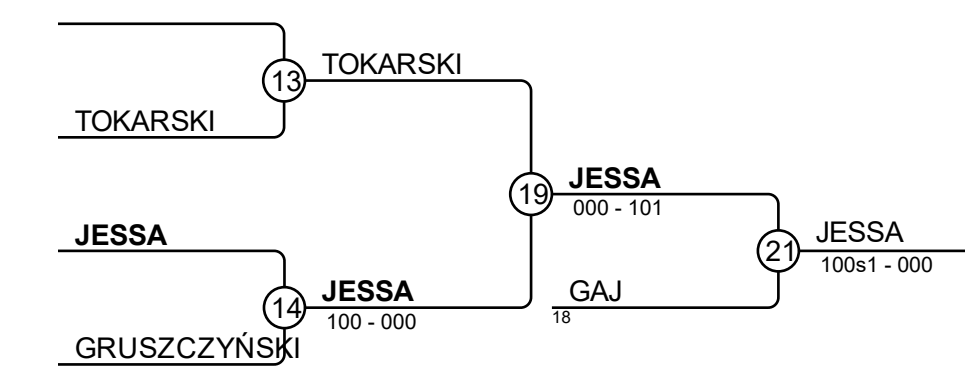 13
TOKARSKI
TOKARSKI
19
JESSA
000 - 101
JESSA
14
JESSA
100 - 000
GRUSZCZYŃSKI
21
JESSA
100s1 - 000
GAJ
18